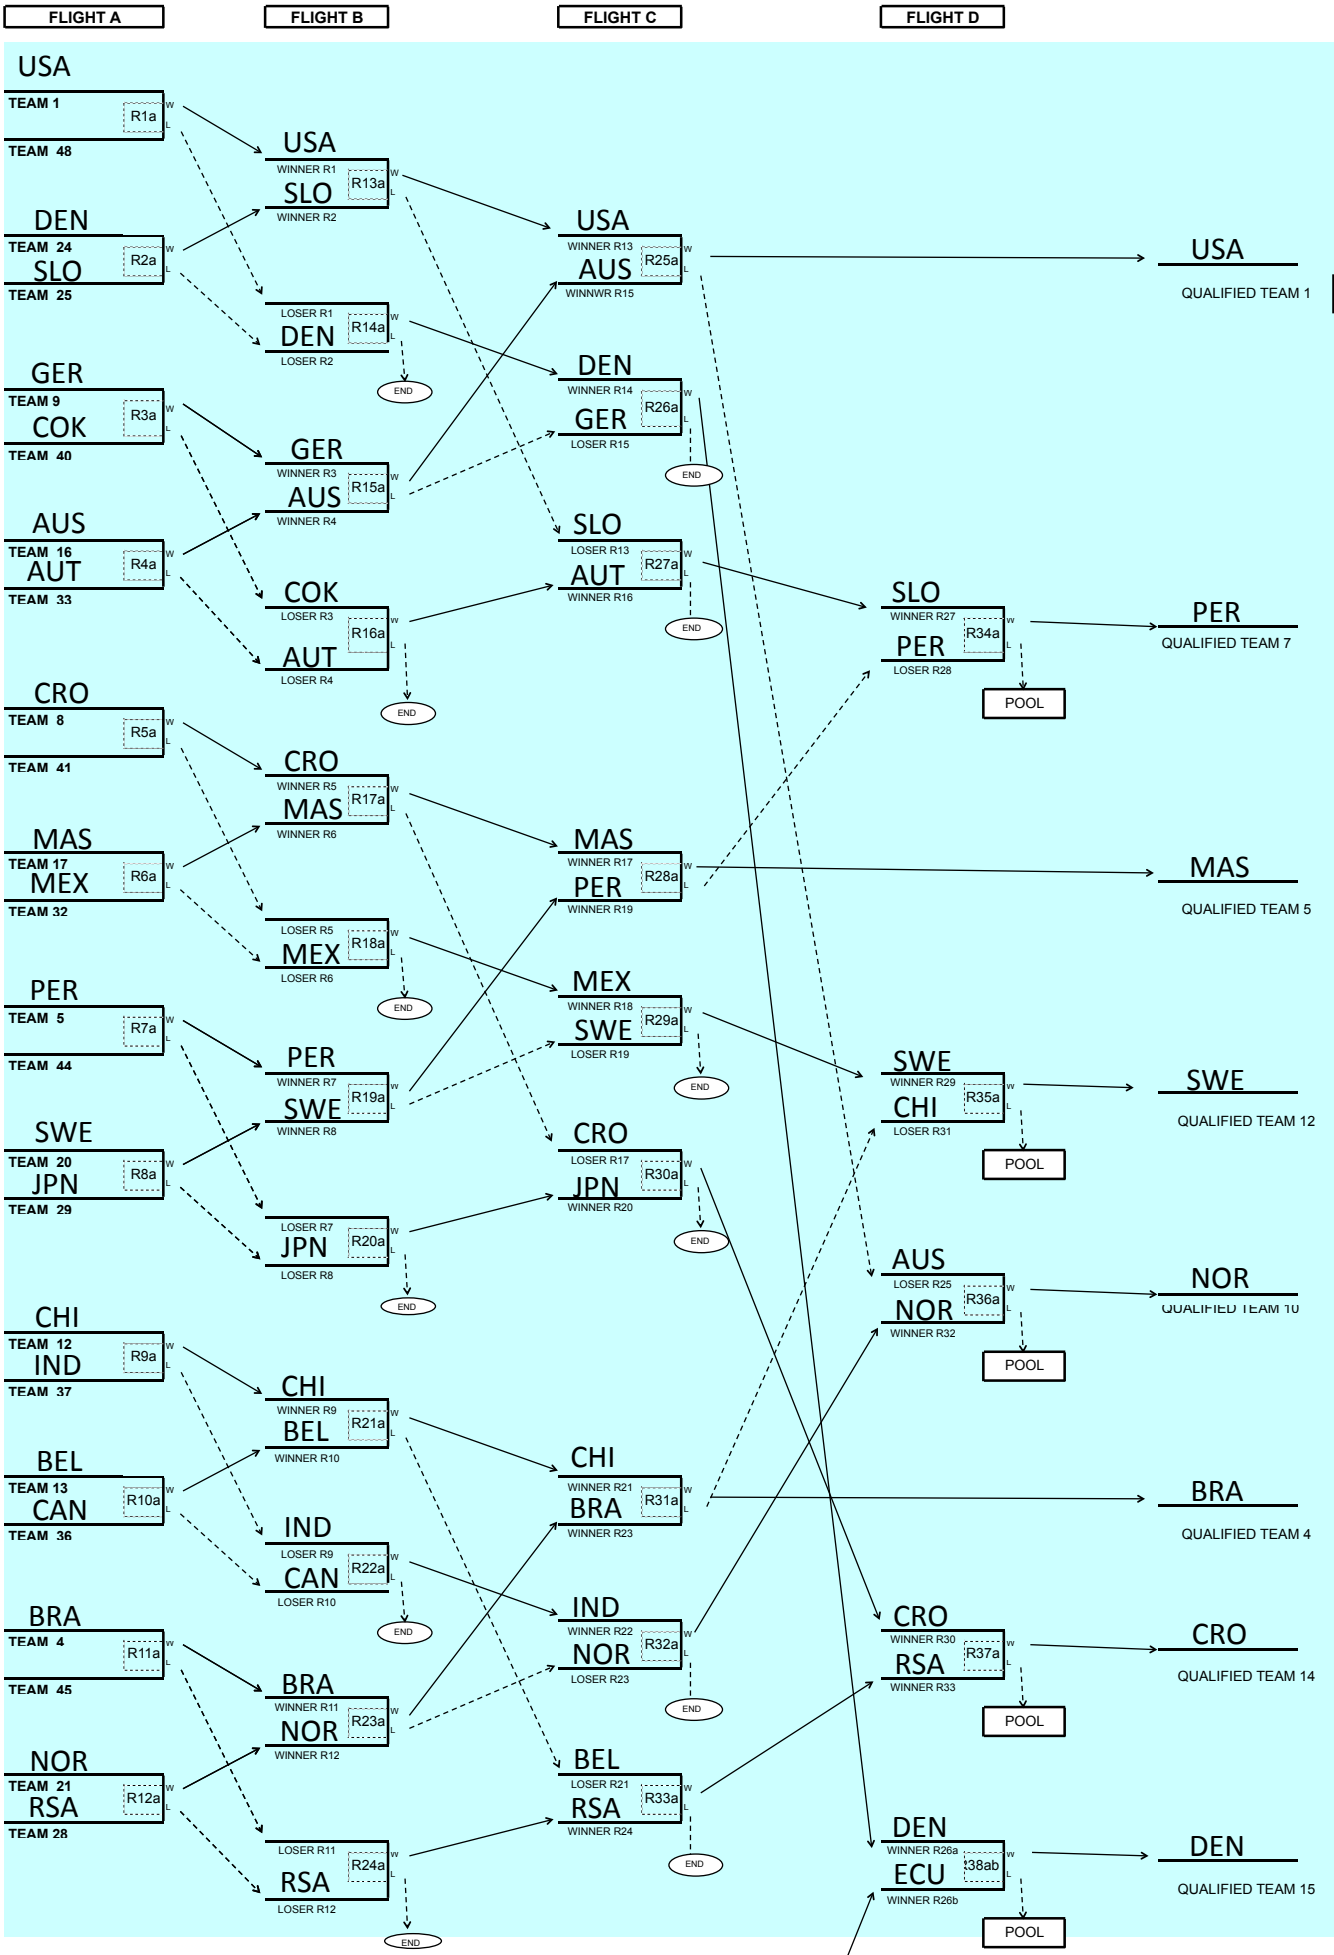 FLIGHT A
FLIGHT B
FLIGHT C
FLIGHT D
USA
TEAM 1
R1a
W
L
TEAM 48
DEN
TEAM 24
R2a
W
L
SLO
TEAM 25
GER
TEAM 9
R3a
W
L
COK
TEAM 40
AUS
TEAM 16
R4a
W
L
AUT
TEAM 33
CRO
TEAM 8
R5a
W
L
TEAM 41
MAS
TEAM 17
R6a
W
L
MEX
TEAM 32
PER
TEAM 5
R7a
W
L
TEAM 44
SWE
TEAM 20
R8a
W
L
JPN
TEAM 29
CHI
TEAM 12
R9a
W
L
IND
TEAM 37
BEL
TEAM 13
R10a
W
L
CAN
TEAM 36
BRA
TEAM 4
R11a
W
L
TEAM 45
NOR
TEAM 21
R12a
W
L
RSA
TEAM 28
USA
WINNER R1
R13a
W
L
SLO
WINNER R2
LOSER R1
R14a
W
L
DEN
LOSER R2
END
GER
WINNER R3
R15a
W
L
AUS
WINNER R4
COK
LOSER R3
R16a
W
L
AUT
LOSER R4
END
CRO
WINNER R5
R17a
W
L
MAS
WINNER R6
LOSER R5
R18a
W
L
MEX
LOSER R6
END
PER
WINNER R7
R19a
W
L
SWE
WINNER R8
LOSER R7
R20a
W
L
JPN
LOSER R8
END
CHI
WINNER R9
R21a
W
L
BEL
WINNER R10
IND
LOSER R9
R22a
W
L
CAN
LOSER R10
END
BRA
WINNER R11
R23a
W
L
NOR
WINNER R12
LOSER R11
R24a
W
L
RSA
LOSER R12
END
USA
WINNER R13
R25a
W
L
AUS
WINNWR R15
DEN
WINNER R14
R26a
W
L
GER
LOSER R15
END
SLO
LOSER R13
R27a
W
L
AUT
WINNER R16
END
MAS
WINNER R17
R28a
W
L
PER
WINNER R19
MEX
WINNER R18
R29a
W
L
SWE
LOSER R19
END
CRO
LOSER R17
R30a
W
L
JPN
WINNER R20
END
CHI
WINNER R21
R31a
W
L
BRA
WINNER R23
IND
WINNER R22
R32a
W
L
NOR
LOSER R23
END
BEL
LOSER R21
R33a
W
L
RSA
WINNER R24
END
SLO
WINNER R27
R34a
W
L
PER
LOSER R28
POOL
SWE
WINNER R29
R35a
W
L
CHI
LOSER R31
POOL
AUS
LOSER R25
R36a
W
L
NOR
WINNER R32
POOL
CRO
WINNER R30
R37a
W
L
RSA
WINNER R33
POOL
DEN
WINNER R26a
38ab
W
L
ECU
WINNER R26b
POOL
USA
QUALIFIED TEAM 1
PER
QUALIFIED TEAM 7
MAS
QUALIFIED TEAM 5
SWE
QUALIFIED TEAM 12
NOR
QUALIFIED TEAM 10
BRA
QUALIFIED TEAM 4
CRO
QUALIFIED TEAM 14
DEN
QUALIFIED TEAM 15